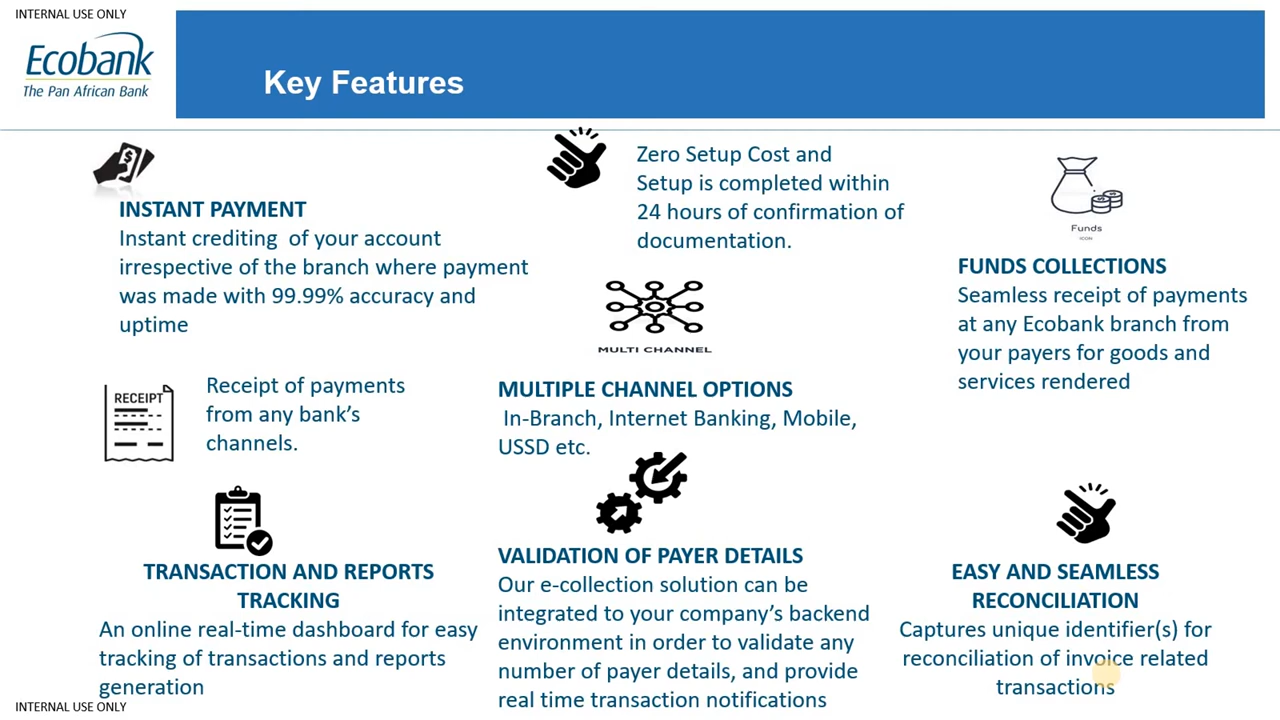 INTERNAL USE ONLY
Ecobank
The Pan African Bank
Key Features
INSTANT PAYMENT
Instant crediting of your account
irrespective of the branch where payment
was made with 99.99% accuracy and
uptime
Zero Setup Cost and
Setup is completed within
24 hours of confirmation of
documentation.
Funds
ICON
FUNDS COLLECTIONS
Seamless receipt of payments
at any Ecobank branch from
your payers for goods and
services rendered
RECEIPT
Receipt of payments
from any bank’s
channels.
MULTI CHANNEL
MULTIPLE CHANNEL OPTIONS
In-Branch, Internet Banking, Mobile,
USSD etc.
TRANSACTION AND REPORTS
TRACKING
An online real-time dashboard for easy
tracking of transactions and reports
generation
VALIDATION OF PAYER DETAILS
Our e-collection solution can be
integrated to your company’s backend
environment in order to validate any
number of payer details, and provide
real time transaction notifications
EASY AND SEAMLESS
RECONCILIATION
Captures unique identifier(s) for
reconciliation of invoice related
transactions
INTERNAL USE ONLY